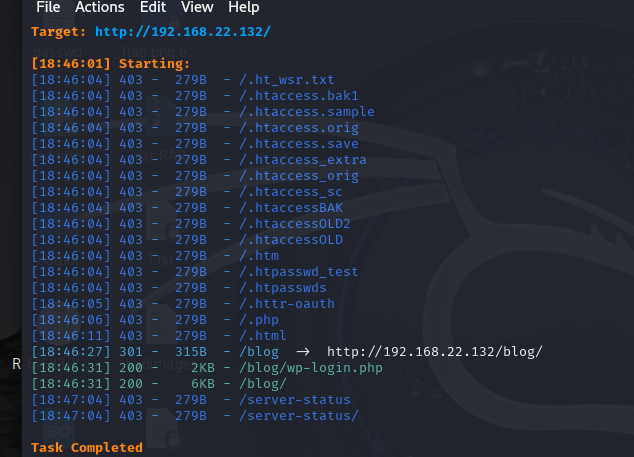 File Actions Edit View Help
Target: http://192.168.22.132/
[18:46:01] Starting:
[18:46:04] 403 - 279B - /.ht_wsr.txt
[18:46:04] 403 - 279B - /.htaccess.bak1
[18:46:04] 403 - 279B - /.htaccess.sample
[18:46:04] 403 - 279B - /.htaccess.orig
[18:46:04] 403 - 279B - /.htaccess.save
[18:46:04] 403 - 279B - /.htaccess_extra
[18:46:04] 403 - 279B - /.htaccess_orig
[18:46:04] 403 - 279B - /.htaccess_sc
[18:46:04] 403 - 279B - /.htaccessBAK
[18:46:04] 403 - 279B - /.htaccessOLD2
[18:46:04] 403 - 279B - /.htaccessOLD
[18:46:04] 403 - 279B - /.htm
[18:46:04] 403 - 279B - /.htpasswd_test
[18:46:04] 403 - 279B - /.htpasswds
[18:46:05] 403 - 279B - /.httr-oauth
[18:46:06] 403 - 279B - /.php
[18:46:11] 403 - 279B - /.html
[18:46:27] 301 - 315B - /blog → http://192.168.22.132/blog/
[18:46:31] 200 - 2KB - /blog/wp-login.php
[18:46:31] 200 - 6KB - /blog/
[18:47:04] 403 - 279B - /server-status
[18:47:04] 403 - 279B - /server-status/
Task Completed